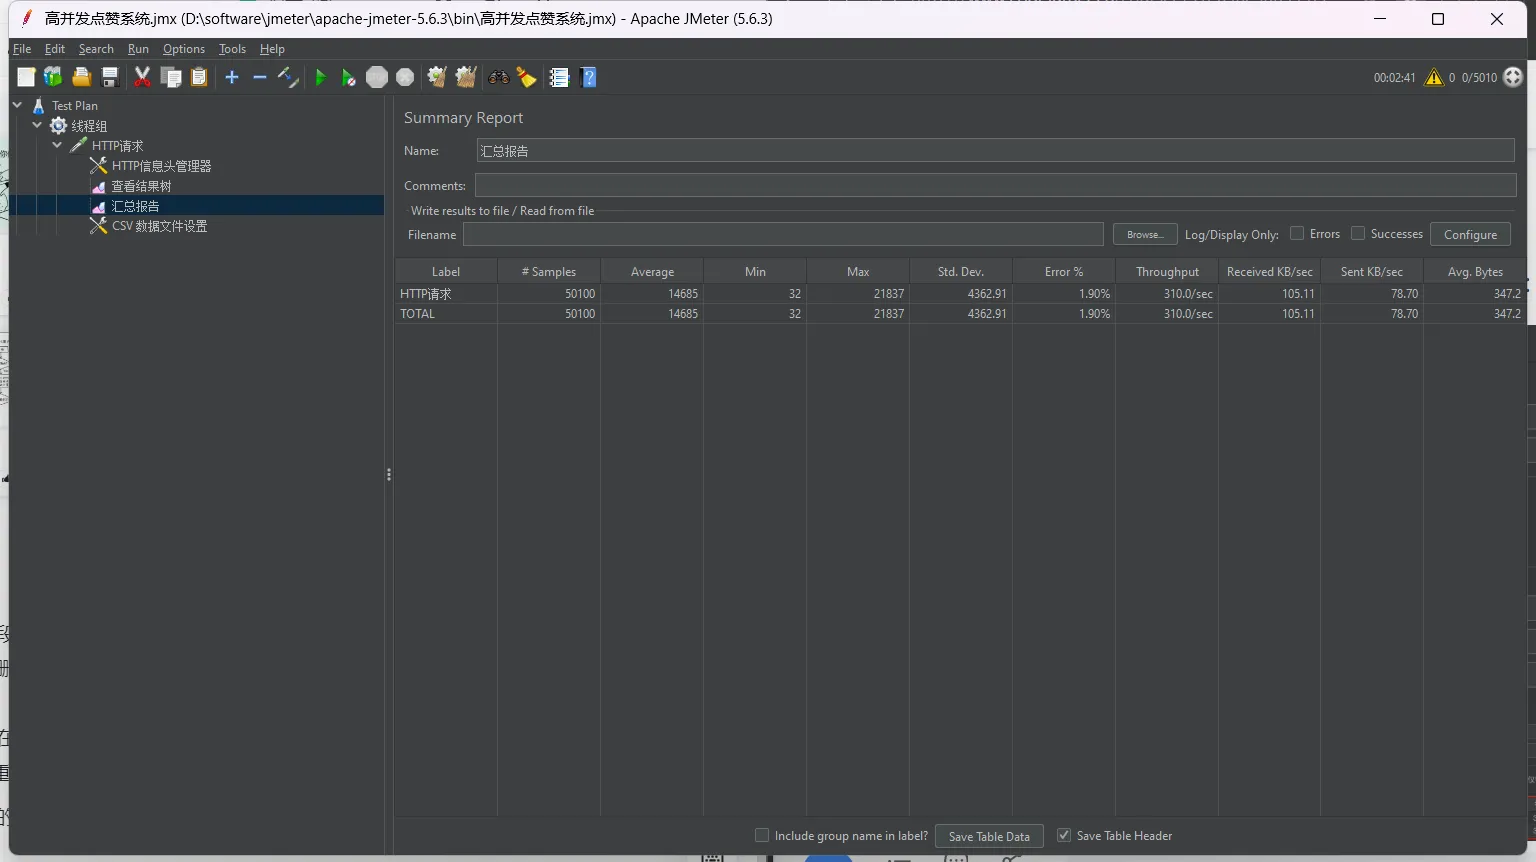 高并发点赞系统.jmx (D:\software\jmeter\apache-jmeter-5.6.3\bin\高并发点赞系统.jmx) - Apache JMeter (5.6.3)
File Edit Search Run Options Tools Help
00:02:41 0 0/5010
Test Plan
线程组
HTTP请求
HTTP信息头管理器
查看结果树
汇总报告
CSV 数据文件设置
Summary Report
Name: 汇总报告
Comments:
Write results to file / Read from file
Filename Browse... Log/Display Only: Errors Successes Configure
Label # Samples Average Min Max Std. Dev. Error % Throughput Received KB/sec Sent KB/sec Avg. Bytes
HTTP请求 50100 14685 32 21837 4362.91 1.90% 310.0/sec 105.11 78.70 347.2
TOTAL 50100 14685 32 21837 4362.91 1.90% 310.0/sec 105.11 78.70 347.2
Include group name in label? Save Table Data Save Table Header